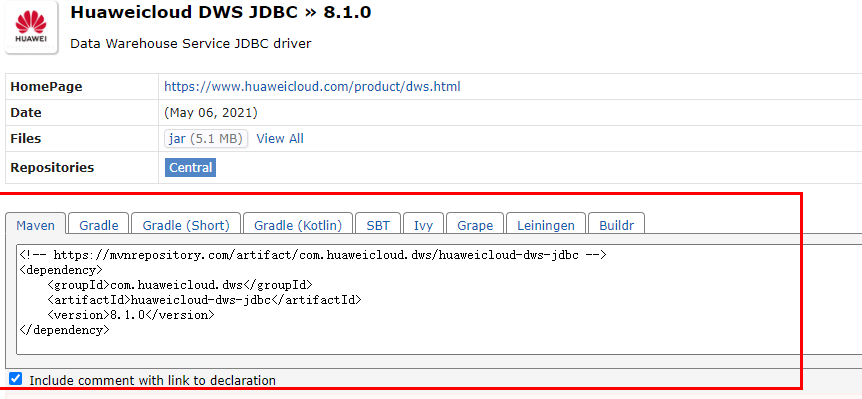 HUAWEI
Huaweicloud DWS JDBC » 8.1.0
Data Warehouse Service JDBC driver
HomePage https://www.huaweicloud.com/product/dws.html
Date (May 06, 2021)
Files jar (5.1 MB) View All
Repositories Central
Maven Gradle Gradle (Short) Gradle (Kotlin) SBT Ivy Grape Leiningen Buildr
<!-- https://mvnrepository.com/artifact/com.huaweicloud.dws/huaweicloud-dws-jdbc -->
<dependency>
<groupId>com.huaweicloud.dws</groupId>
<artifactId>huaweicloud-dws-jdbc</artifactId>
<version>8.1.0</version>
</dependency>
Include comment with link to declaration